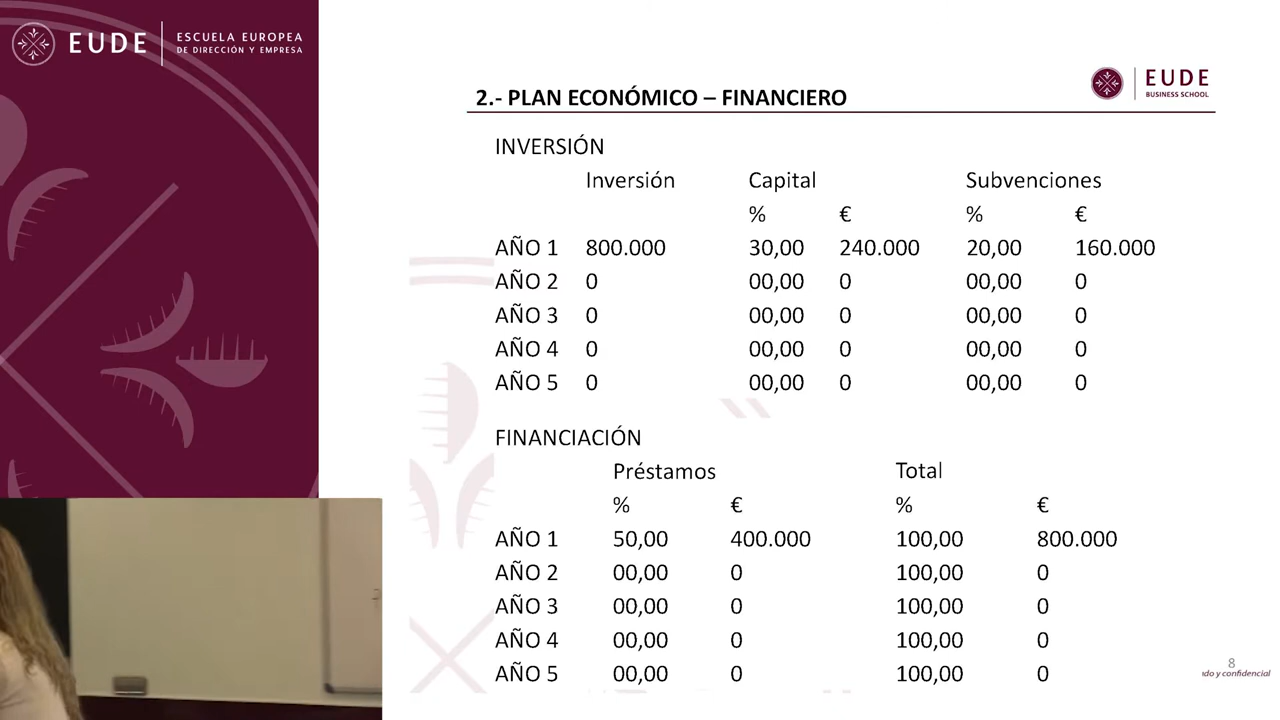 EUDE
ESCUELA EUROPEA
DE DIRECCIÓN Y EMPRESA
EUDE
BUSINESS SCHOOL
2.- PLAN ECONÓMICO – FINANCIERO
INVERSIÓN
Inversión Capital Subvenciones
% € % €
AÑO 1 800.000 30,00 240.000 20,00 160.000
AÑO 2 0 00,00 0 00,00 0
AÑO 3 0 00,00 0 00,00 0
AÑO 4 0 00,00 0 00,00 0
AÑO 5 0 00,00 0 00,00 0
FINANCIACIÓN
Préstamos Total
% € % €
AÑO 1 50,00 400.000 100,00 800.000
AÑO 2 00,00 0 100,00 0
AÑO 3 00,00 0 100,00 0
AÑO 4 00,00 0 100,00 0
AÑO 5 00,00 0 100,00 0
8
y confidencial